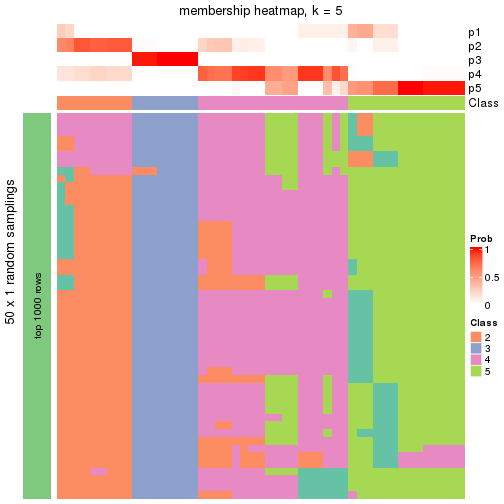 membership heatmap, k = 5
p1
p2
p3
p4
p5
Class
50 x 1 random samplings
top 1000 rows
Prob
1
0.5
0
Class
2
3
4
5